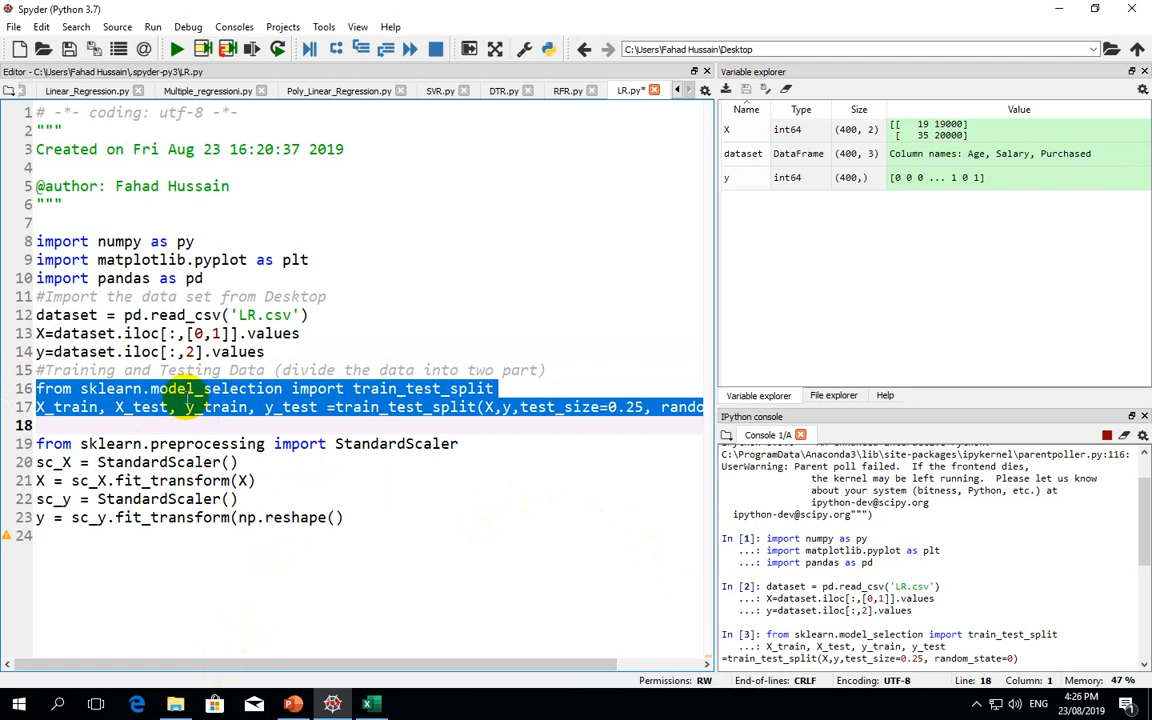 Spyder (Python 3.7)
File Edit Search Source Run Debug Consoles Projects Tools View Help
C:\Users\Fahad Hussain\Desktop
Editor - C:\Users\Fahad Hussain\.spyder-py3\LR.py
Linear_Regression.py Multiple_regressioni.py Poly_Linear_Regression.py SVR.py DTR.py RFR.py LR.py*
1 # -*- coding: utf-8 -*-
2 """
3 Created on Fri Aug 23 16:20:37 2019
4
5 @author: Fahad Hussain
6 """
7
8 import numpy as py
9 import matplotlib.pyplot as plt
10 import pandas as pd
11 #Import the data set from Desktop
12 dataset = pd.read_csv('LR.csv')
13 X=dataset.iloc[:,[0,1]].values
14 y=dataset.iloc[:,2].values
15 #Training and Testing Data (divide the data into two part)
16 from sklearn.model_selection import train_test_split
17 X_train, X_test, y_train, y_test =train_test_split(X,y,test_size=0.25, rando
18
19 from sklearn.preprocessing import StandardScaler
20 sc_X = StandardScaler()
21 X = sc_X.fit_transform(X)
22 sc_y = StandardScaler()
23 y = sc_y.fit_transform(np.reshape()
24
Variable explorer
Name Type Size Value
X int64 (400, 2) [[ 19 19000]
[ 35 20000]
dataset DataFrame (400, 3) Column names: Age, Salary, Purchased
y int64 (400,) [0 0 0 ... 1 0 1]
Variable explorer File explorer Help
IPython console
Console 1/A
C:\ProgramData\Anaconda3\lib\site-packages\ipykernel\parentpoller.py:116:
UserWarning: Parent poll failed. If the frontend dies,
the kernel may be left running. Please let us know
about your system (bitness, Python, etc.) at
ipython-dev@scipy.org
ipython-dev@scipy.org""")
In [1]: import numpy as py
...: import matplotlib.pyplot as plt
...: import pandas as pd
In [2]: dataset = pd.read_csv('LR.csv')
...: X=dataset.iloc[:,[0,1]].values
...: y=dataset.iloc[:,2].values
In [3]: from sklearn.model_selection import train_test_split
...: X_train, X_test, y_train, y_test
=train_test_split(X,y,test_size=0.25, random_state=0)
Permissions: RW End-of-lines: CRLF Encoding: UTF-8 Line: 18 Column: 1 Memory: 47 %
ENG 4:26 PM
23/08/2019